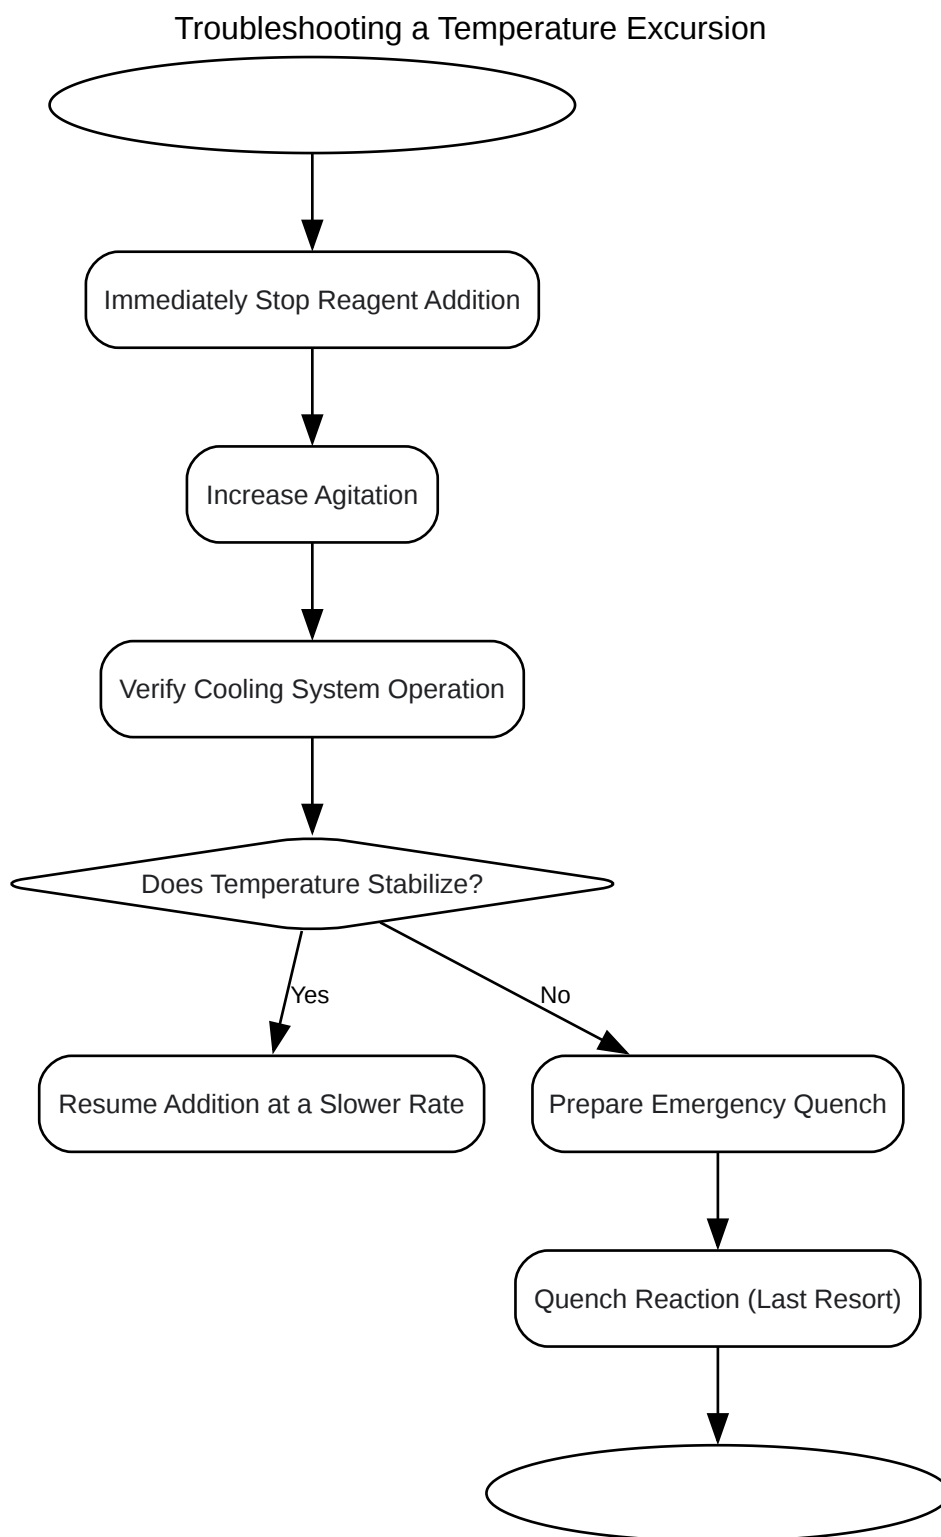 Troubleshooting a Temperature Excursion
Immediately Stop Reagent Addition
Increase Agitation
Verify Cooling System Operation
Does Temperature Stabilize?
Yes
No
Resume Addition at a Slower Rate
Prepare Emergency Quench
Quench Reaction (Last Resort)